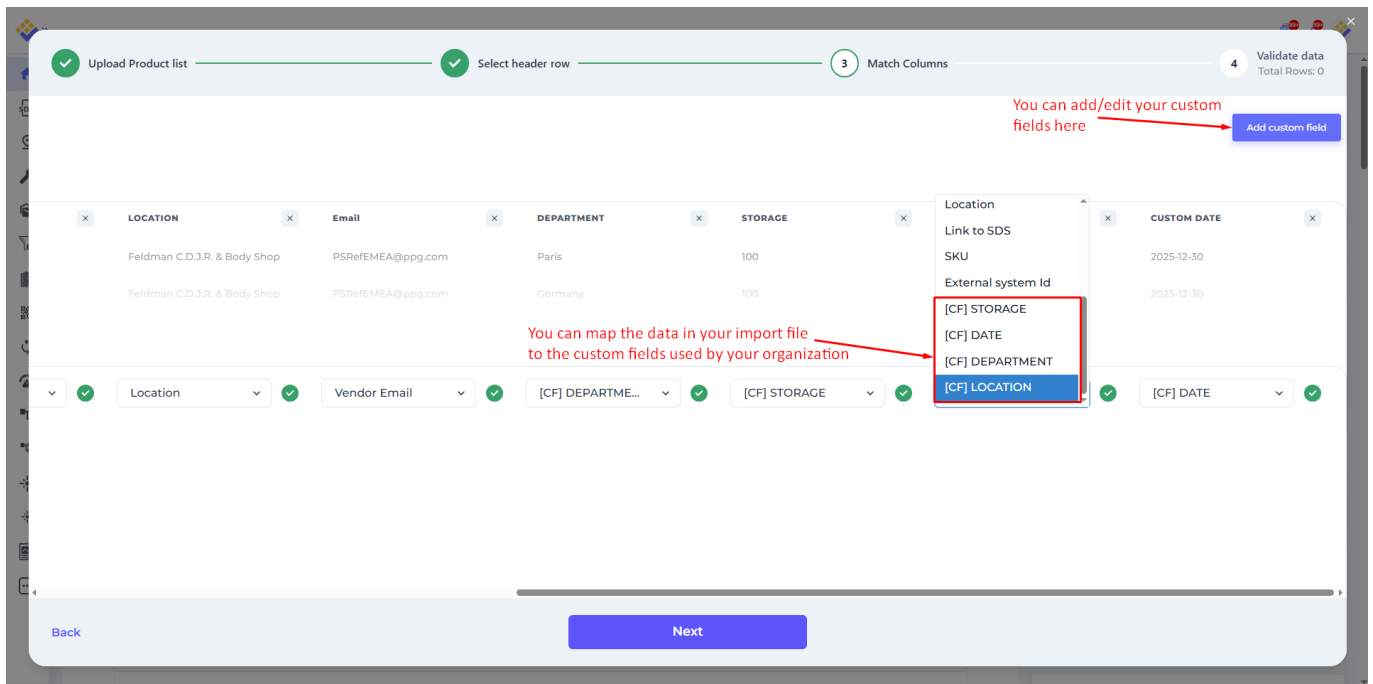 Upload Product list
Select header row
3 Match Columns
4 Validate data
Total Rows: 0
You can add/edit your custom
fields here
Add custom field
LOCATION
Email
DEPARTMENT
STORAGE
CUSTOM DATE
Feldman C.D.J.R. & Body Shop
PSRefEMEA@ppg.com
Paris
100
2025-12-30
Feldman C.D.J.R. & Body Shop
PSRefEMEA@ppg.com
Germany
100
2025-12-30
Location
Link to SDS
SKU
External system Id
[CF] STORAGE
[CF] DATE
[CF] DEPARTMENT
[CF] LOCATION
You can map the data in your import file
to the custom fields used by your organization
Location
Vendor Email
[CF] DEPARTME...
[CF] STORAGE
[CF] DATE
Back
Next